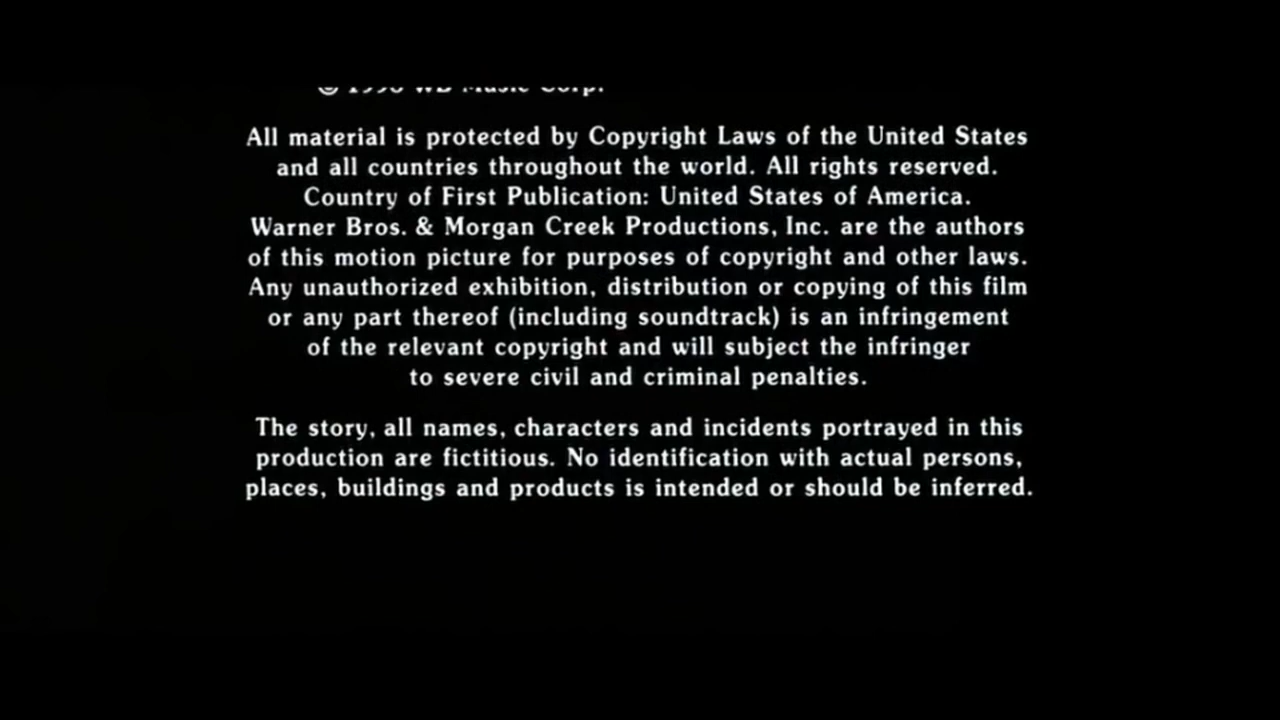 Music Corp.
All material is protected by Copyright Laws of the United States
and all countries throughout the world. All rights reserved.
Country of First Publication: United States of America.
Warner Bros. & Morgan Creek Productions, Inc. are the authors
of this motion picture for purposes of copyright and other laws.
Any unauthorized exhibition, distribution or copying of this film
or any part thereof (including soundtrack) is an infringement
of the relevant copyright and will subject the infringer
to severe civil and criminal penalties.
The story, all names, characters and incidents portrayed in this
production are fictitious. No identification with actual persons,
places, buildings and products is intended or should be inferred.